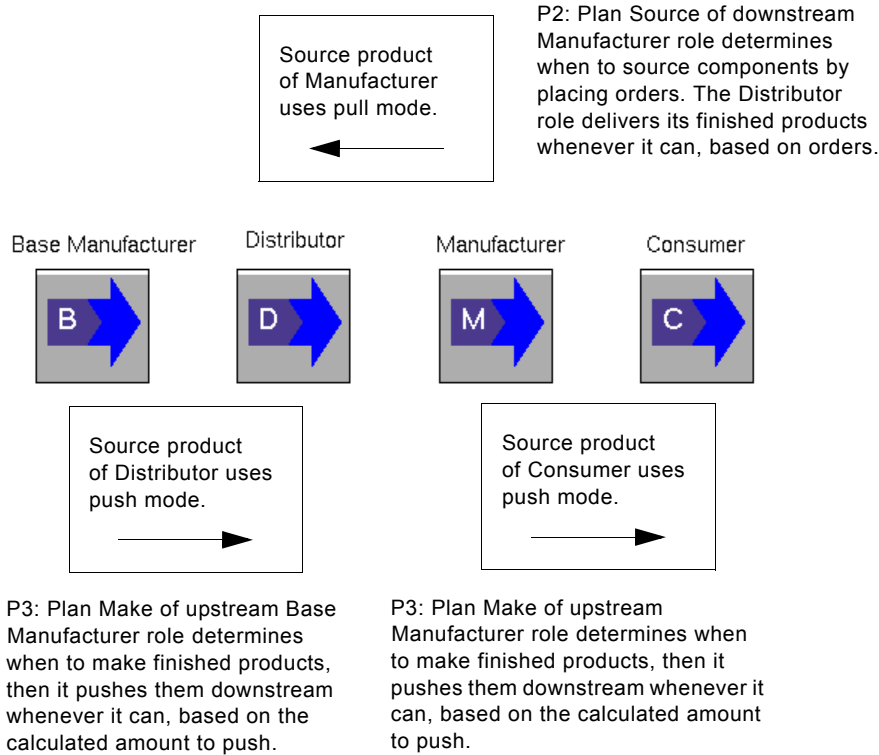 Source product
of Manufacturer
uses pull mode.
P2: Plan Source of downstream
Manufacturer role determines
when to source components by
placing orders. The Distributor
role delivers its finished products
whenever it can, based on orders.
Base Manufacturer
Distributor
Manufacturer
Consumer
B
D
M
C
Source product
of Distributor uses
push mode.
Source product
of Consumer uses
push mode.
P3: Plan Make of upstream Base
Manufacturer role determines
when to make finished products,
then it pushes them downstream
whenever it can, based on the
calculated amount to push.
P3: Plan Make of upstream
Manufacturer role determines when
to make finished products, then it
pushes them downstream whenever it
can, based on the calculated amount
to push.